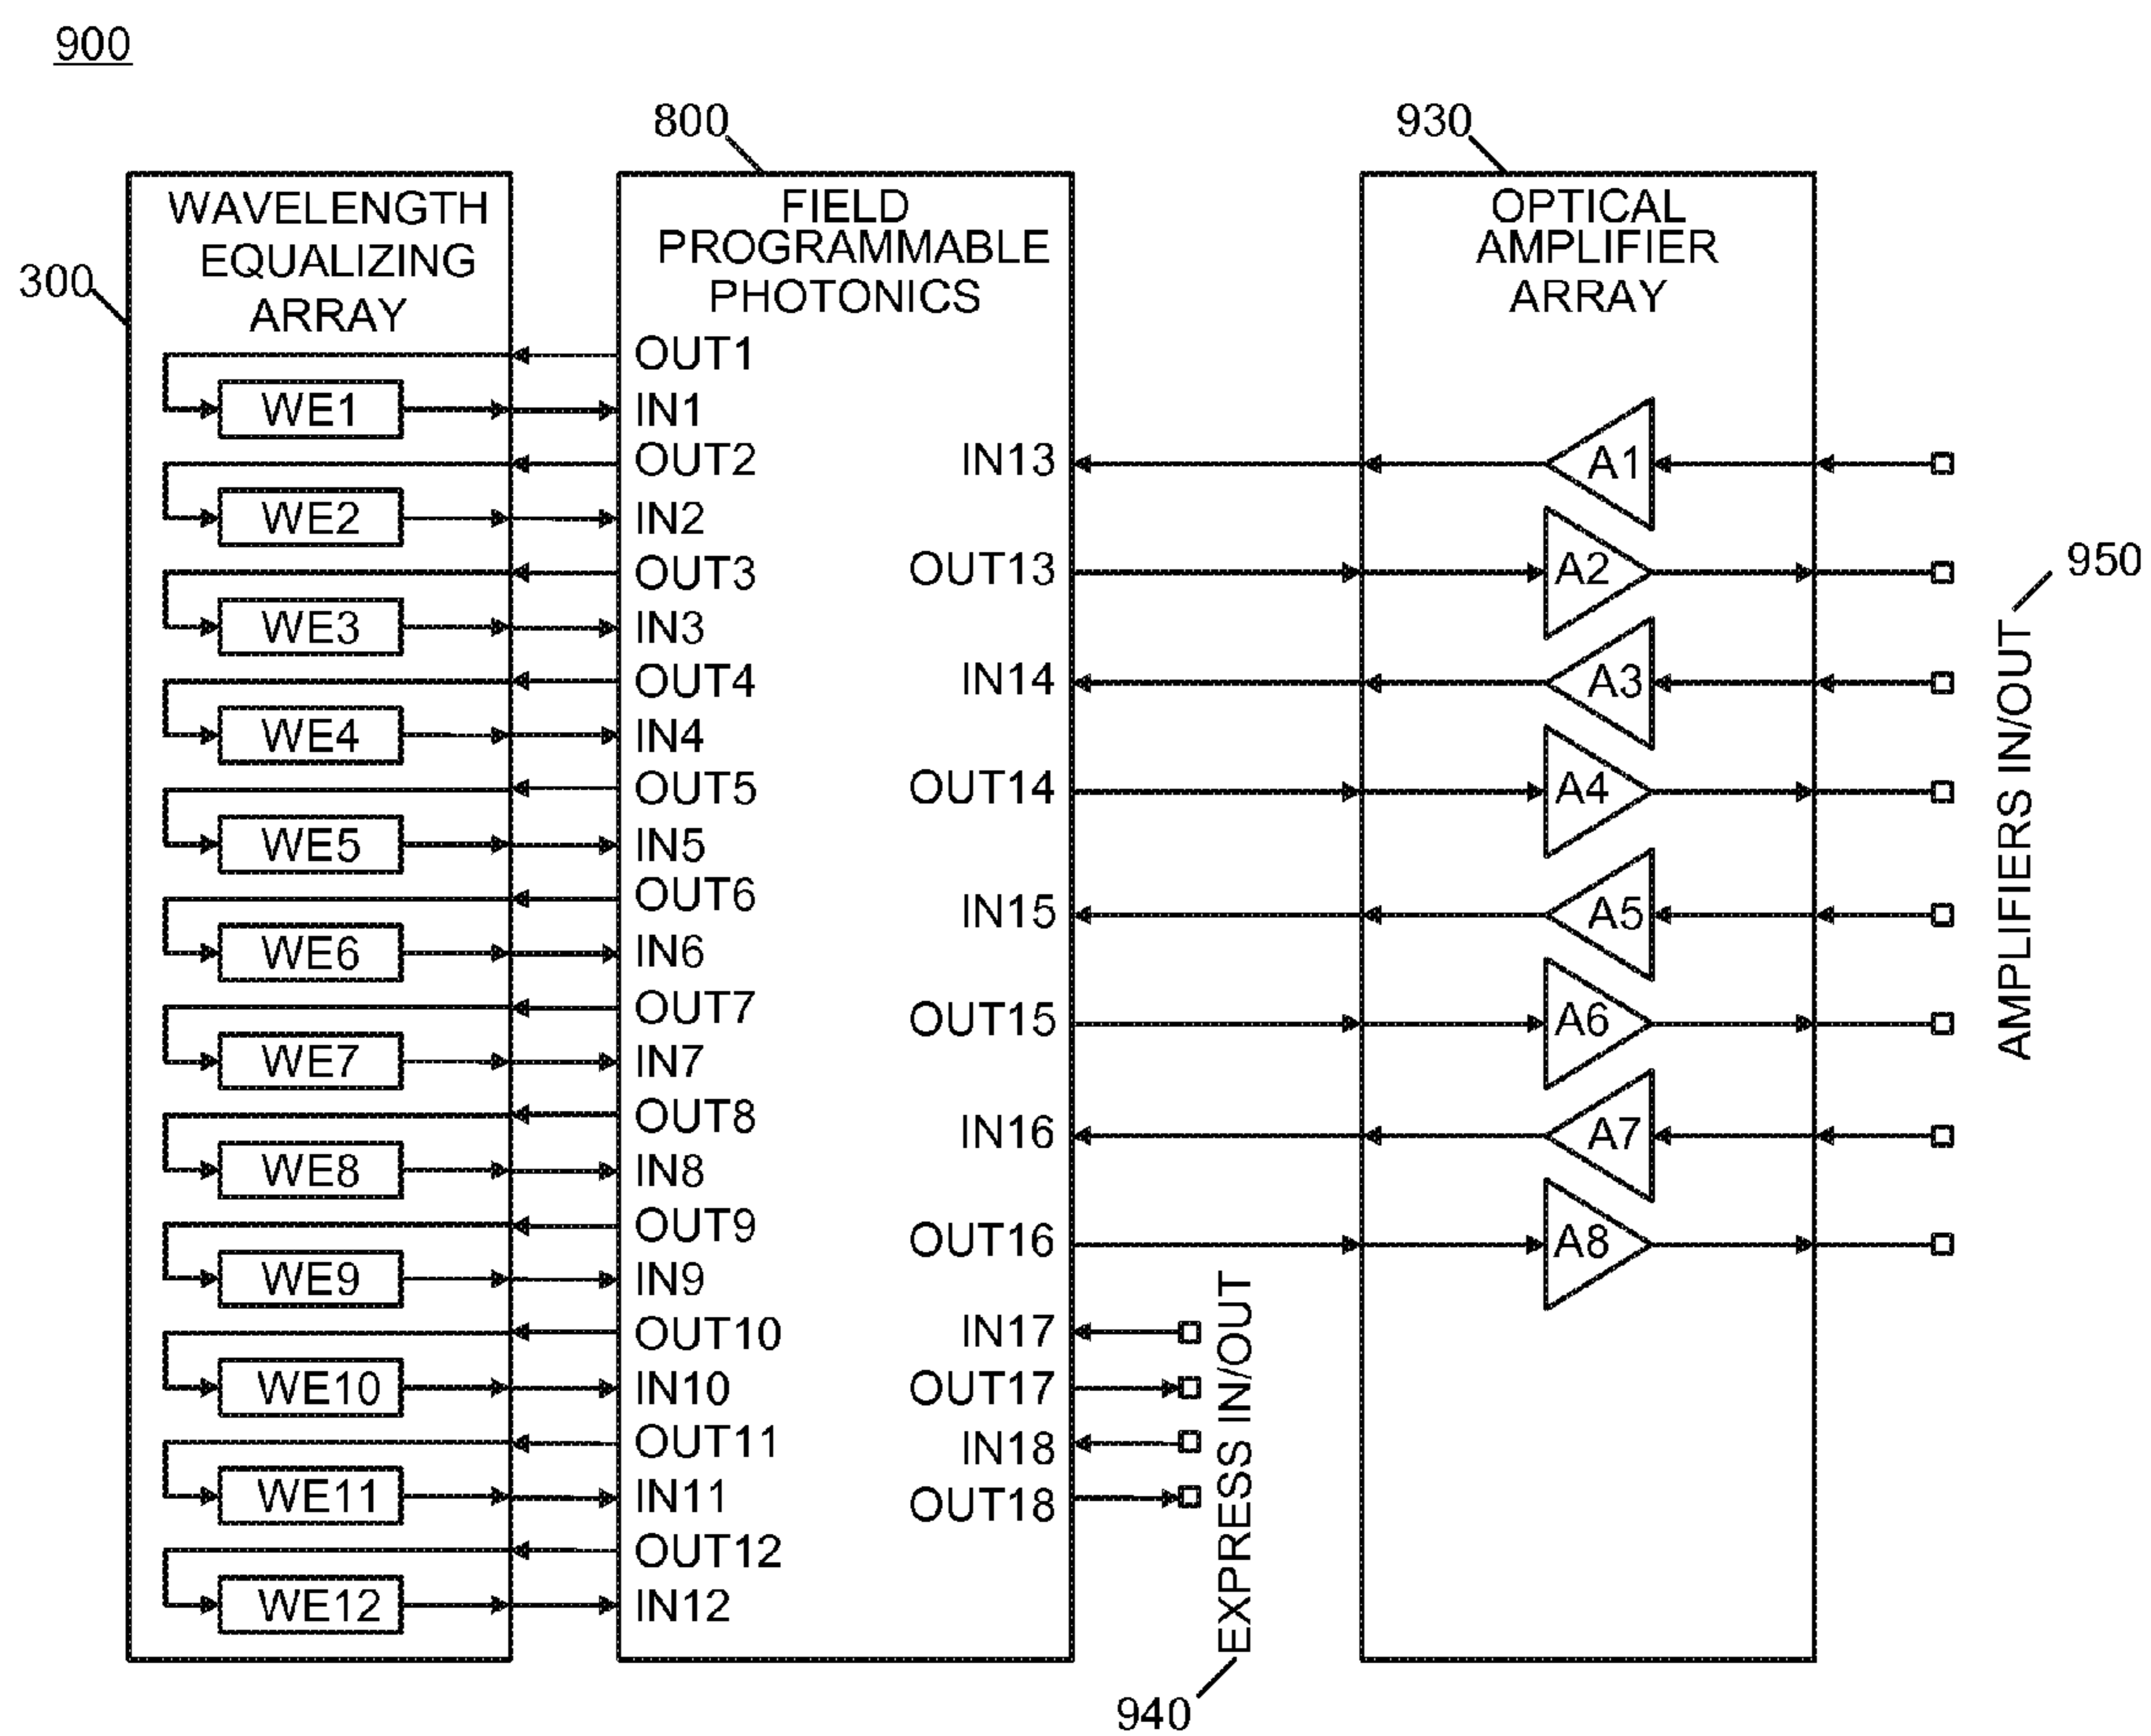 900
800
930
300
WAVELENGTH
EQUALIZING
ARRAY
FIELD
PROGRAMMABLE
PHOTONICS
OPTICAL
AMPLIFIER
ARRAY
OUT1
WE1
IN1
OUT2
WE2
IN2
OUT3
WE3
IN3
OUT4
WE4
IN4
OUT5
WE5
IN5
OUT6
WE6
IN6
OUT7
WE7
IN7
OUT8
WE8
IN8
OUT9
WE9
IN9
OUT10
WE10
IN10
OUT11
WE11
IN11
OUT12
WE12
IN12
IN13
A1
OUT13
A2
IN14
A3
OUT14
A4
IN15
A5
OUT15
A6
IN16
A7
OUT16
A8
IN17
OUT17
IN18
OUT18
EXPRESS IN/OUT
940
AMPLIFIERS IN/OUT
950